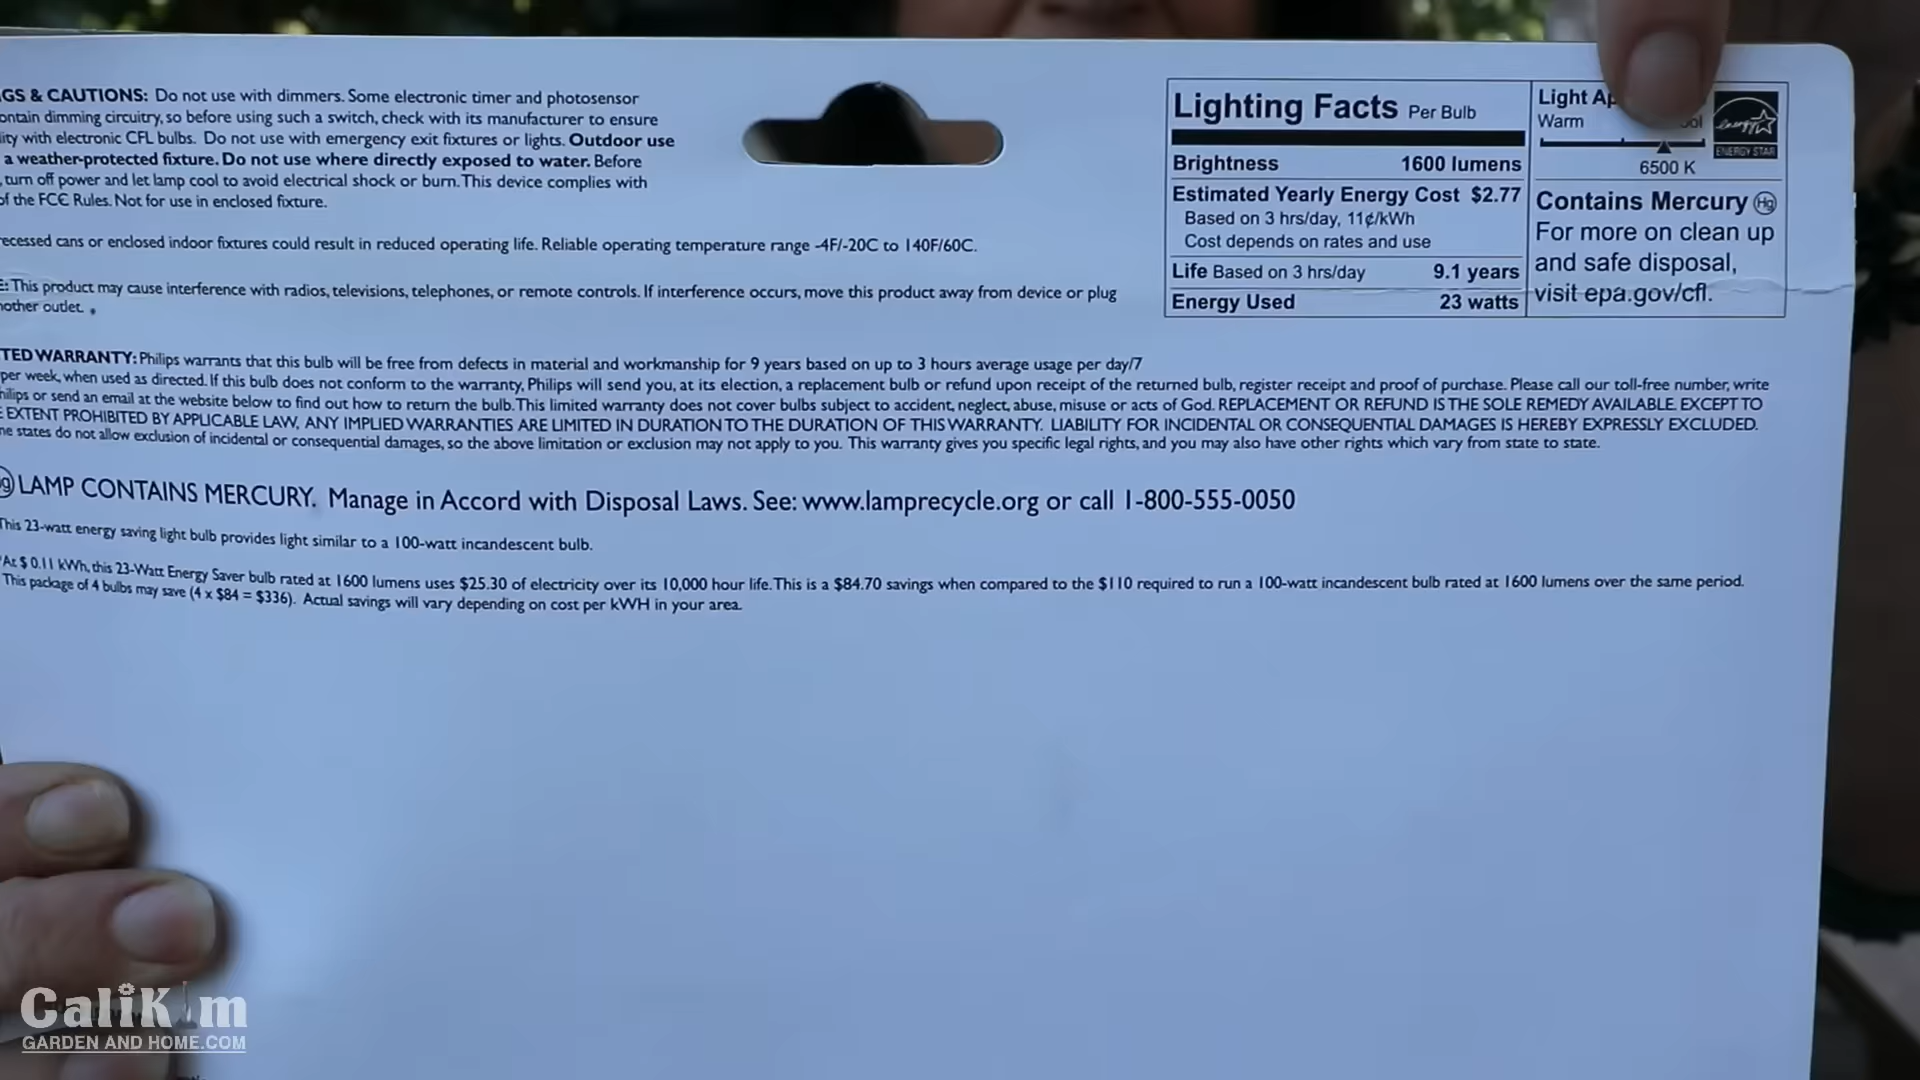 GS & CAUTIONS: Do not use with dimmers. Some electronic timer and photosensor
ontain dimming circuitry, so before using such a switch, check with its manufacturer to ensure
ity with electronic CFL bulbs. Do not use with emergency exit fixtures or lights. Outdoor use
a weather-protected fixture. Do not use where directly exposed to water. Before
, turn off power and let lamp cool to avoid electrical shock or burn. This device complies with
of the FCC Rules. Not for use in enclosed fixture.
ecessed cans or enclosed indoor fixtures could result in reduced operating life. Reliable operating temperature range -4F/-20C to 140F/60C.
E: This product may cause interference with radios, televisions, telephones, or remote controls. If interference occurs, move this product away from device or plug
nother outlet.
Lighting Facts Per Bulb
Brightness 1600 lumens
Estimated Yearly Energy Cost $2.77
Based on 3 hrs/day, 11¢/kWh
Cost depends on rates and use
Life Based on 3 hrs/day 9.1 years
Energy Used 23 watts
Light Ap
Warm ool
6500 K
energy
ENERGY STAR
Contains Mercury Hg
For more on clean up
and safe disposal,
visit epa.gov/cfl.
TED WARRANTY: Philips warrants that this bulb will be free from defects in material and workmanship for 9 years based on up to 3 hours average usage per day/7
per week, when used as directed. If this bulb does not conform to the warranty, Philips will send you, at its election, a replacement bulb or refund upon receipt of the returned bulb, register receipt and proof of purchase. Please call our toll-free number, write
hilips or send an email at the website below to find out how to return the bulb. This limited warranty does not cover bulbs subject to accident, neglect, abuse, misuse or acts of God. REPLACEMENT OR REFUND IS THE SOLE REMEDY AVAILABLE. EXCEPT TO
E EXTENT PROHIBITED BY APPLICABLE LAW, ANY IMPLIED WARRANTIES ARE LIMITED IN DURATION TO THE DURATION OF THIS WARRANTY. LIABILITY FOR INCIDENTAL OR CONSEQUENTIAL DAMAGES IS HEREBY EXPRESSLY EXCLUDED.
me states do not allow exclusion of incidental or consequential damages, so the above limitation or exclusion may not apply to you. This warranty gives you specific legal rights, and you may also have other rights which vary from state to state.
g LAMP CONTAINS MERCURY. Manage in Accord with Disposal Laws. See: www.lamprecycle.org or call 1-800-555-0050
This 23-watt energy saving light bulb provides light similar to a 100-watt incandescent bulb.
At $ 0.11 kWh, this 23-Watt Energy Saver bulb rated at 1600 lumens uses $25.30 of electricity over its 10,000 hour life. This is a $84.70 savings when compared to the $110 required to run a 100-watt incandescent bulb rated at 1600 lumens over the same period.
This package of 4 bulbs may save (4 x $84 = $336). Actual savings will vary depending on cost per kWH in your area.
CaliKim
GARDEN AND HOME.COM